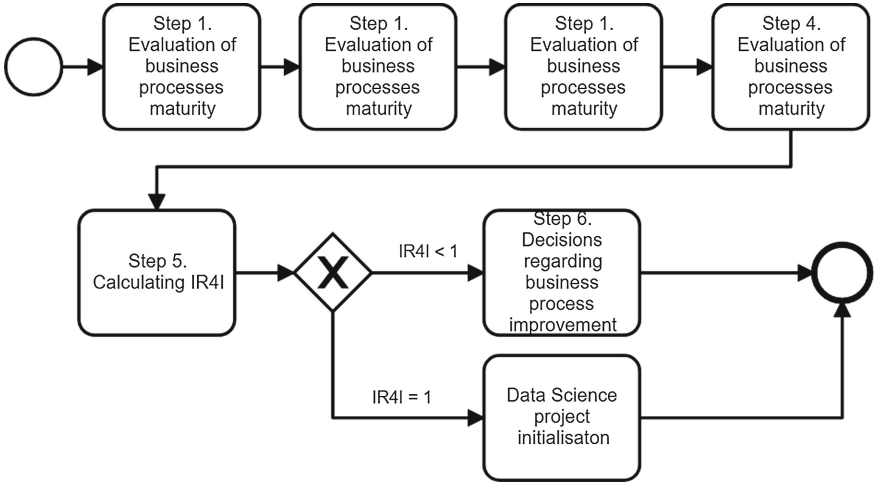 Step 1.
Evaluation of
business
processes
maturity
Step 1.
Evaluation of
business
processes
maturity
Step 1.
Evaluation of
business
processes
maturity
Step 4.
Evaluation of
business
processes
maturity
Step 5.
Calculating IR4I
X
IR4I < 1
Step 6.
Decisions
regarding
business
process
improvement
IR4I = 1
Data Science
project
initialisaton